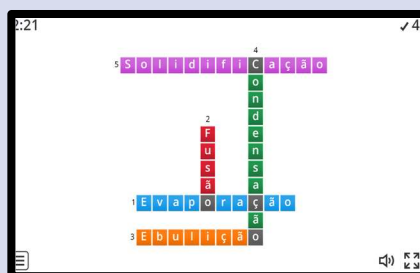 2:21
✓4
4
5 Solidificação
Condensação
2
Fusão
1 Evaporação
3 Ebulição